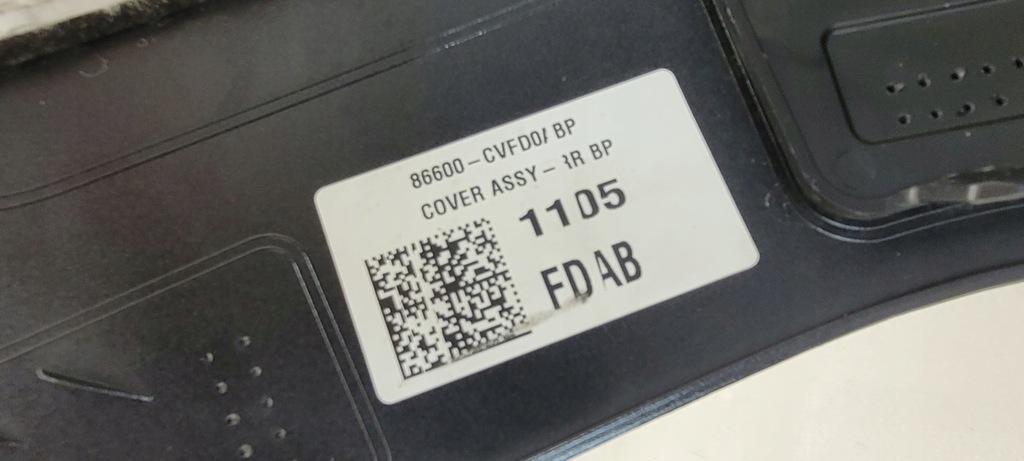 86600-CVFD0/ BP
COVER ASSY-RR BP
1105
FDAB